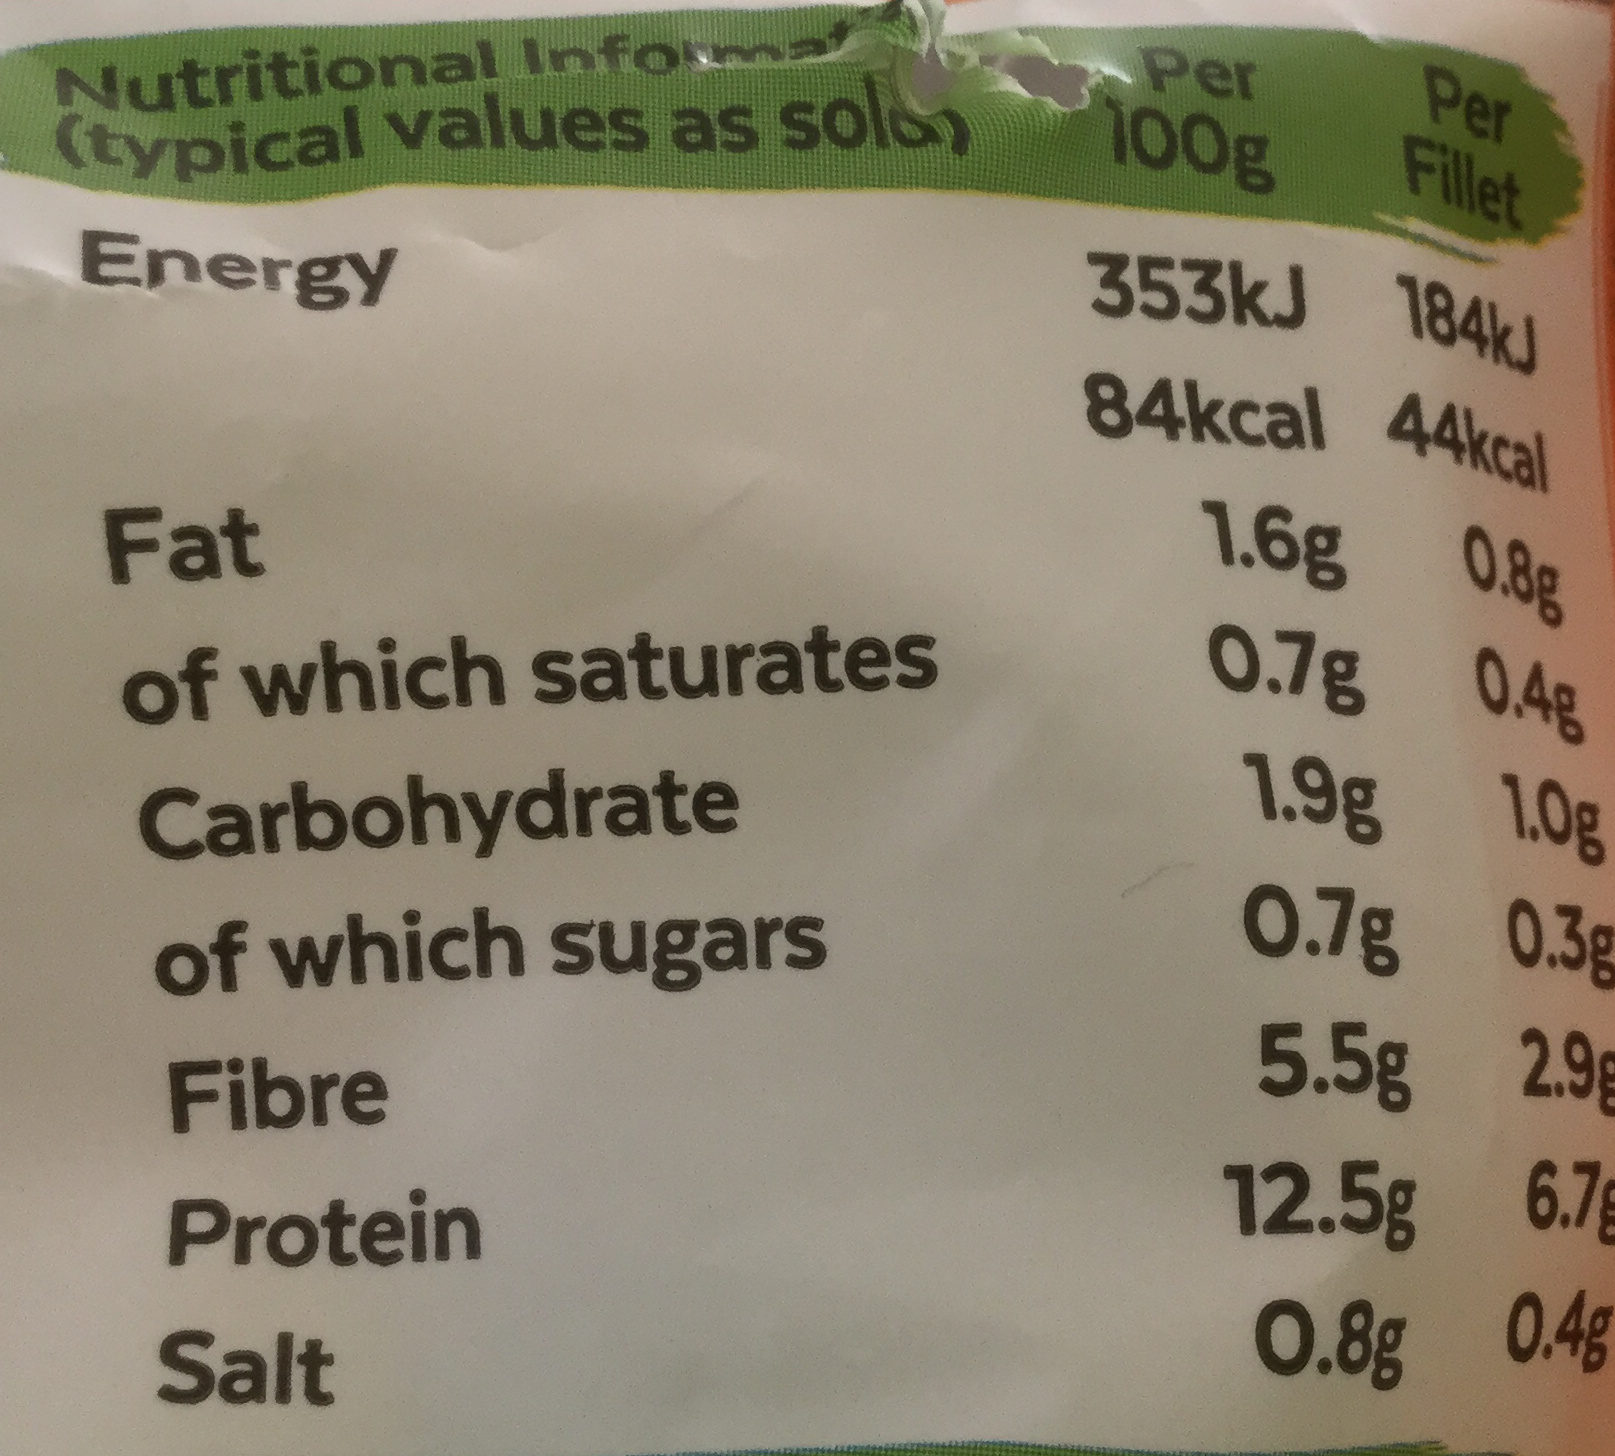 Nutritional Informat Per Per
(typical values as sold) 100g Fillet
Energy 353kJ 184kJ
84kcal 44kcal
Fat 1.6g 0.8g
of which saturates 0.7g 0.4g
Carbohydrate 1.9g 1.0g
of which sugars 0.7g 0.3g
Fibre 5.5g 2.9g
Protein 12.5g 6.7g
Salt 0.8g 0.4g